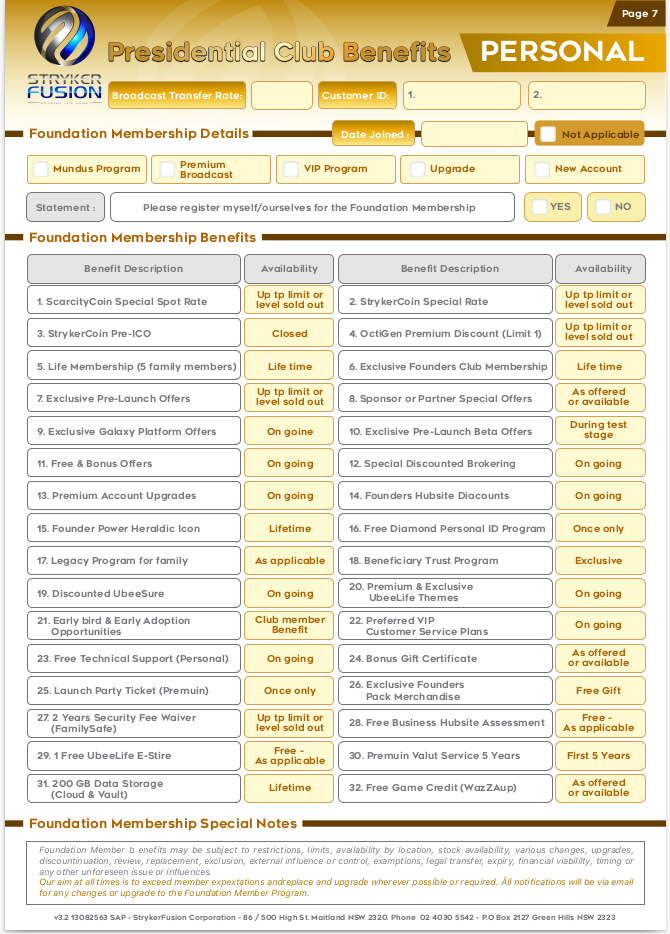 Page 7
Presidential Club Benefits
PERSONAL
STRYKER
FUSION
Broadcast Transfer Rate:
Customer ID:
1.
2.
Foundation Membership Details
Date Joined :
Not Applicable
Mundus Program
Premium
Broadcast
VIP Program
Upgrade
New Account
Statement :
Please register myself/ourselves for the Foundation Membership
YES
NO
Foundation Membership Benefits
Benefit Description
Availability
Benefit Description
Availability
1. ScarcityCoin Special Spot Rate
Up tp limit or
level sold out
2. StrykerCoin Special Rate
Up tp limit or
level sold out
3. StrykerCoin Pre-ICO
Closed
4. OctiGen Premium Discount (Limit 1)
Up tp limit or
level sold out
5. Life Membership (5 family members)
Life time
6. Exclusive Founders Club Membership
Life time
7. Exclusive Pre-Launch Offers
Up tp limit or
level sold out
8. Sponsor or Partner Special Offers
As offered
or available
9. Exclusive Galaxy Platform Offers
On goine
10. Exclisive Pre-Launch Beta Offers
During test
stage
11. Free & Bonus Offers
On going
12. Special Discounted Brokering
On going
13. Premium Account Upgrades
On going
14. Founders Hubsite Diacounts
On going
15. Founder Power Heraldic Icon
Lifetime
16. Free Diamond Personal ID Program
Once only
17. Legacy Program for family
As applicable
18. Beneficiary Trust Program
Exclusive
19. Discounted UbeeSure
On going
20. Premium & Exclusive
UbeeLife Themes
On going
21. Early bird & Early Adoption
Opportunities
Club member
Benefit
22. Preferred VIP
Customer Service Plans
On going
23. Free Technical Support (Personal)
On going
24. Bonus Gift Certificate
As offered
or available
25. Launch Party Ticket (Premuin)
Once only
26. Exclusive Founders
Pack Merchandise
Free Gift
27. 2 Years Security Fee Waiver
(FamilySafe)
Up tp limit or
level sold out
28. Free Business Hubsite Assessment
Free -
As applicable
29. 1 Free UbeeLife E-Stire
Free -
As applicable
30. Premuin Valut Service 5 Years
First 5 Years
31. 200 GB Data Storage
(Cloud & Vault)
Lifetime
32. Free Game Credit (WazZAup)
As offered
or available
Foundation Membership Special Notes
Foundation Member b enefits may be subject to restrictions, limits, availability by location, stock availability, various changes, upgrades,
discountinuation, review, replacement, exclusion, external influence or control, exemptions, legal transfer, expiry, financial viability, timing or
any other unforeseen issue or influences.
Our aim at all times is to exceed member expextations andreplace and upgrade wherever possible or required. Âll notifications will be via email
for any changes or upgrade to the Foundation Member Program.
v3.2 13082563 SAP - StrykerFusion Corporation - 86 / 500 High St. Maitland NSW 2320. Phone 02 4030 5542 - P.O Box 2127 Green Hills NSW 2323